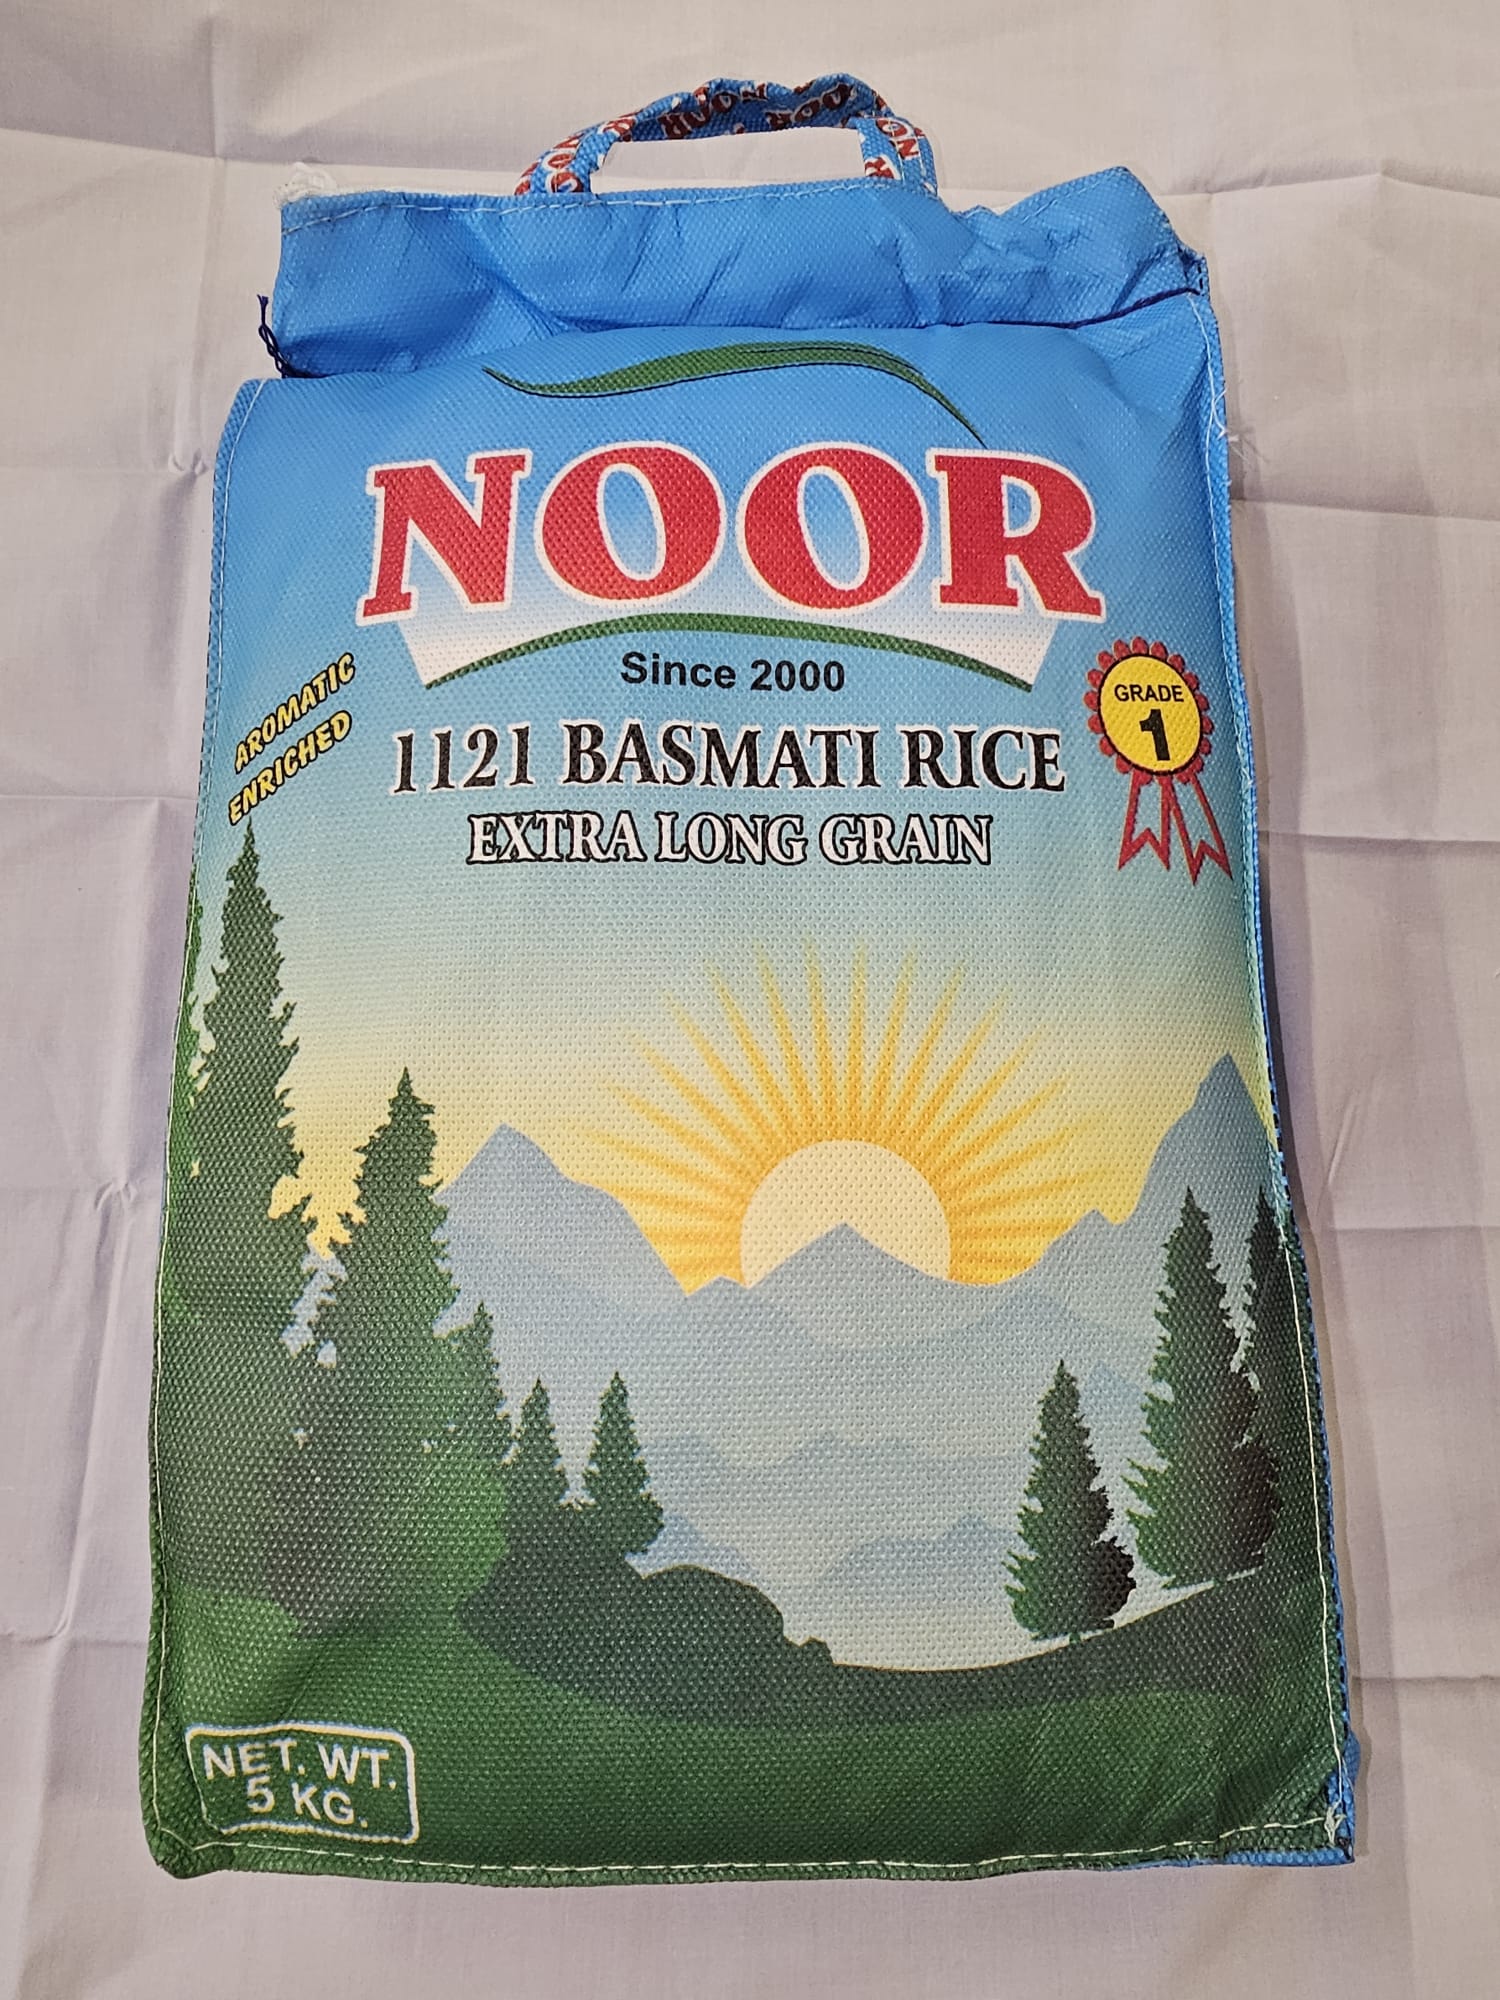 NOOR
Since 2000
AROMATIC
ENRICHED
1121 BASMATI RICE
EXTRA LONG GRAIN
GRADE
1
NET. WT.
5 KG.